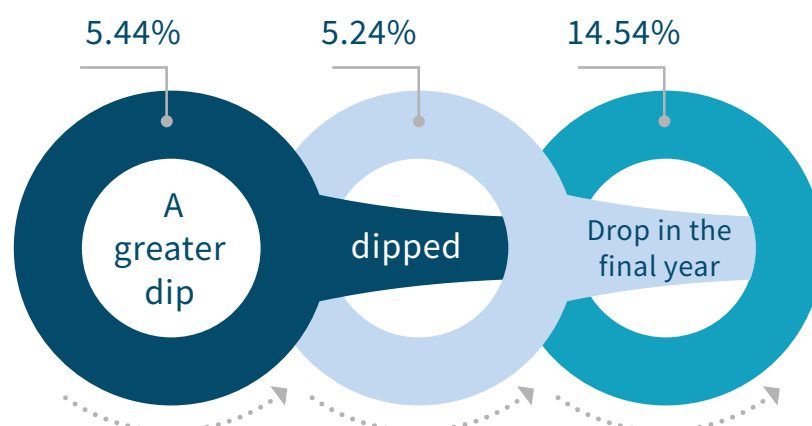 5.44%
5.24%
14.54%
A
greater
dip
dipped
Drop in the
final year